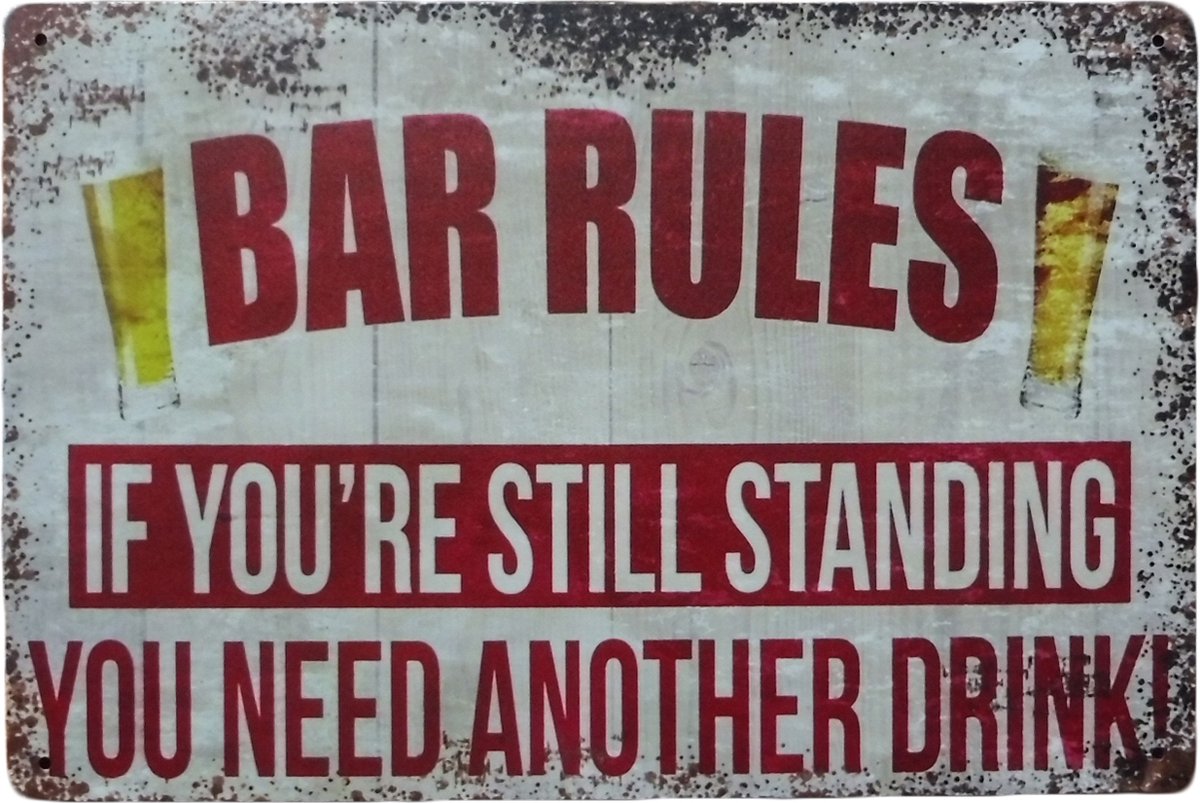 BAR RULES
IF YOU'RE STILL STANDING
YOU NEED ANOTHER DRINK!